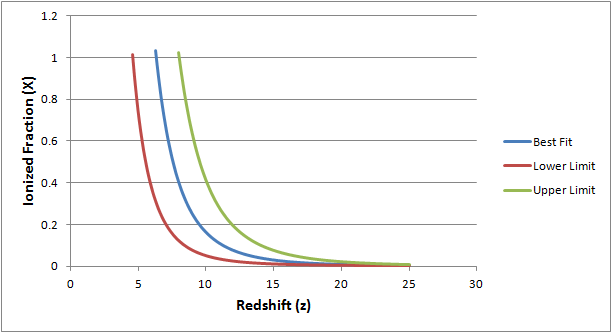 1.2
1
0.8
0.6
0.4
0.2
0
0 5 10 15 20 25 30
Ionized Fraction (X)
Redshift (z)
Best Fit
Lower Limit
Upper Limit